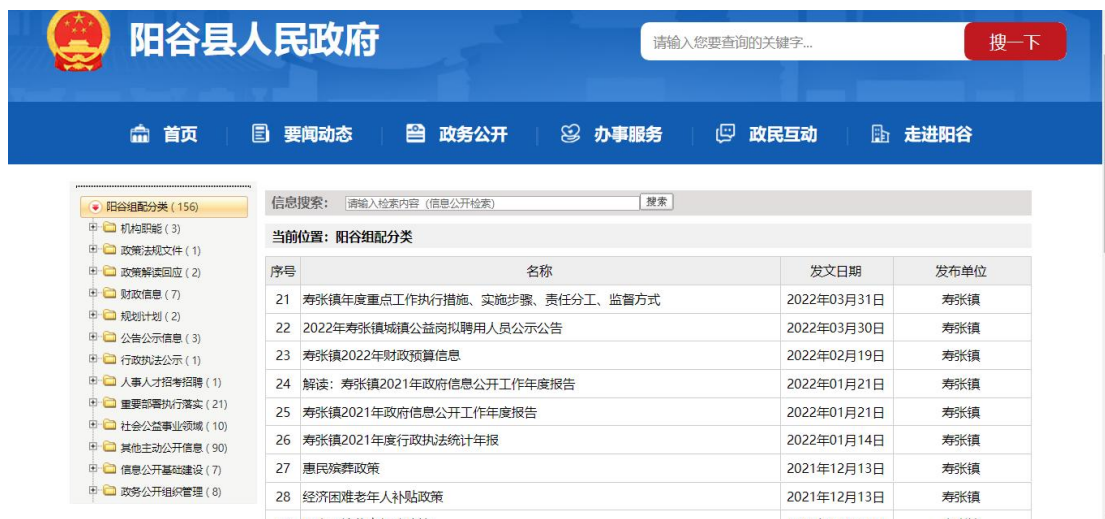 阳谷县人民政府
请输入您要查询的关键字...
搜一下
首页 要闻动态 政务公开 办事服务 政民互动 走进阳谷
阳谷组配分类 ( 156)
机构职能 ( 3)
政策法规文件 ( 1)
政策解读回应 ( 2)
财政信息 ( 7)
规划计划 ( 2)
公告公示信息 ( 3)
行政执法公示 ( 1)
人事人才招考招聘 ( 1)
重要部署执行落实 ( 21)
社会公益事业领域 ( 10)
其他主动公开信息 ( 90)
信息公开基础建设 ( 7)
政务公开组织管理 ( 8)
信息搜索： 请输入检索内容（信息公开检索） 搜索
当前位置：阳谷组配分类
序号 名称 发文日期 发布单位
21 寿张镇年度重点工作执行措施、实施步骤、责任分工、监督方式 2022年03月31日 寿张镇
22 2022年寿张镇城镇公益岗拟聘用人员公示公告 2022年03月30日 寿张镇
23 寿张镇2022年财政预算信息 2022年02月19日 寿张镇
24 解读：寿张镇2021年政府信息公开工作年度报告 2022年01月21日 寿张镇
25 寿张镇2021年政府信息公开工作年度报告 2022年01月21日 寿张镇
26 寿张镇2021年度行政执法统计年报 2022年01月14日 寿张镇
27 惠民殡葬政策 2021年12月13日 寿张镇
28 经济困难老年人补贴政策 2021年12月13日 寿张镇